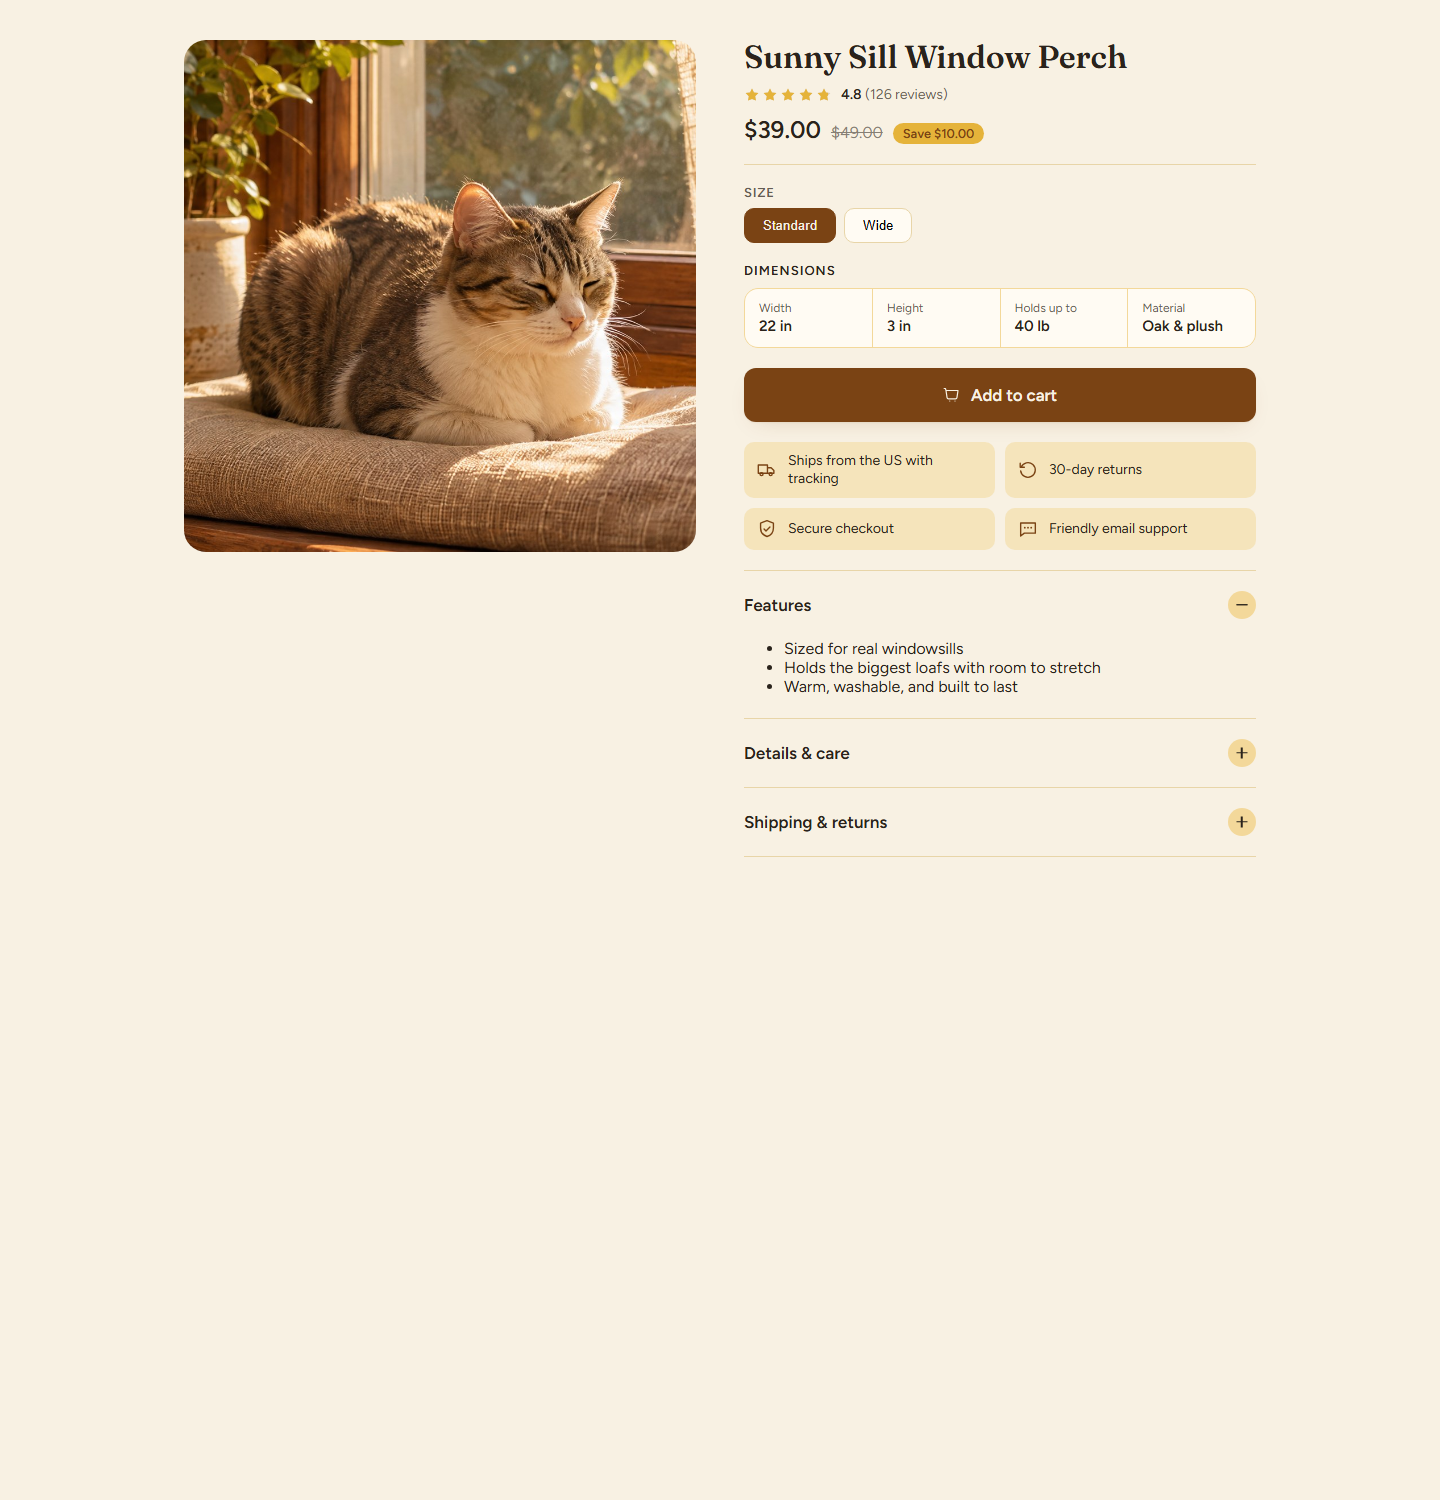 Sunny Sill Window Perch
4.8 (126 reviews)
$39.00 $49.00 Save $10.00
SIZE
Standard Wide
DIMENSIONS
Width Height Holds up to Material
22 in 3 in 40 lb Oak & plush
Add to cart
Ships from the US with
tracking
30-day returns
Secure checkout
Friendly email support
Features
Sized for real windowsills
Holds the biggest loafs with room to stretch
Warm, washable, and built to last
Details & care
Shipping & returns